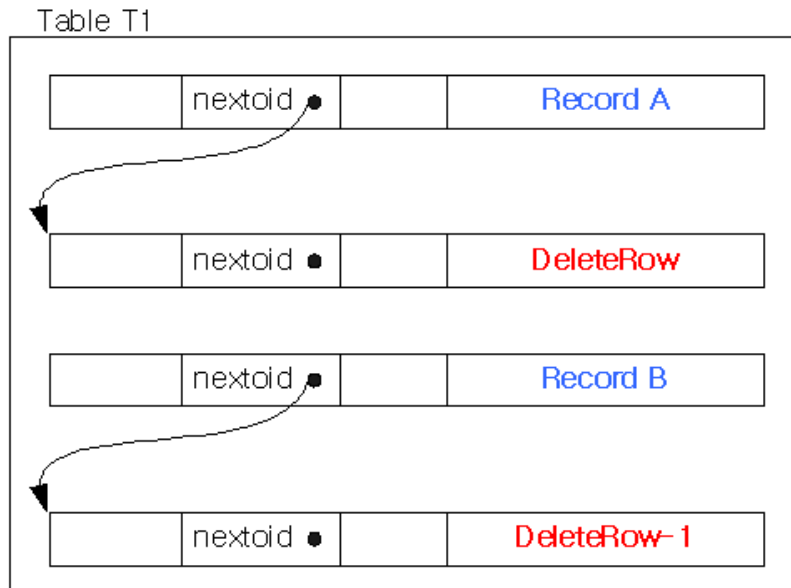 Table T1
nextoid Record A
nextoid DeleteRow
nextoid Record B
nextoid DeleteRow-1